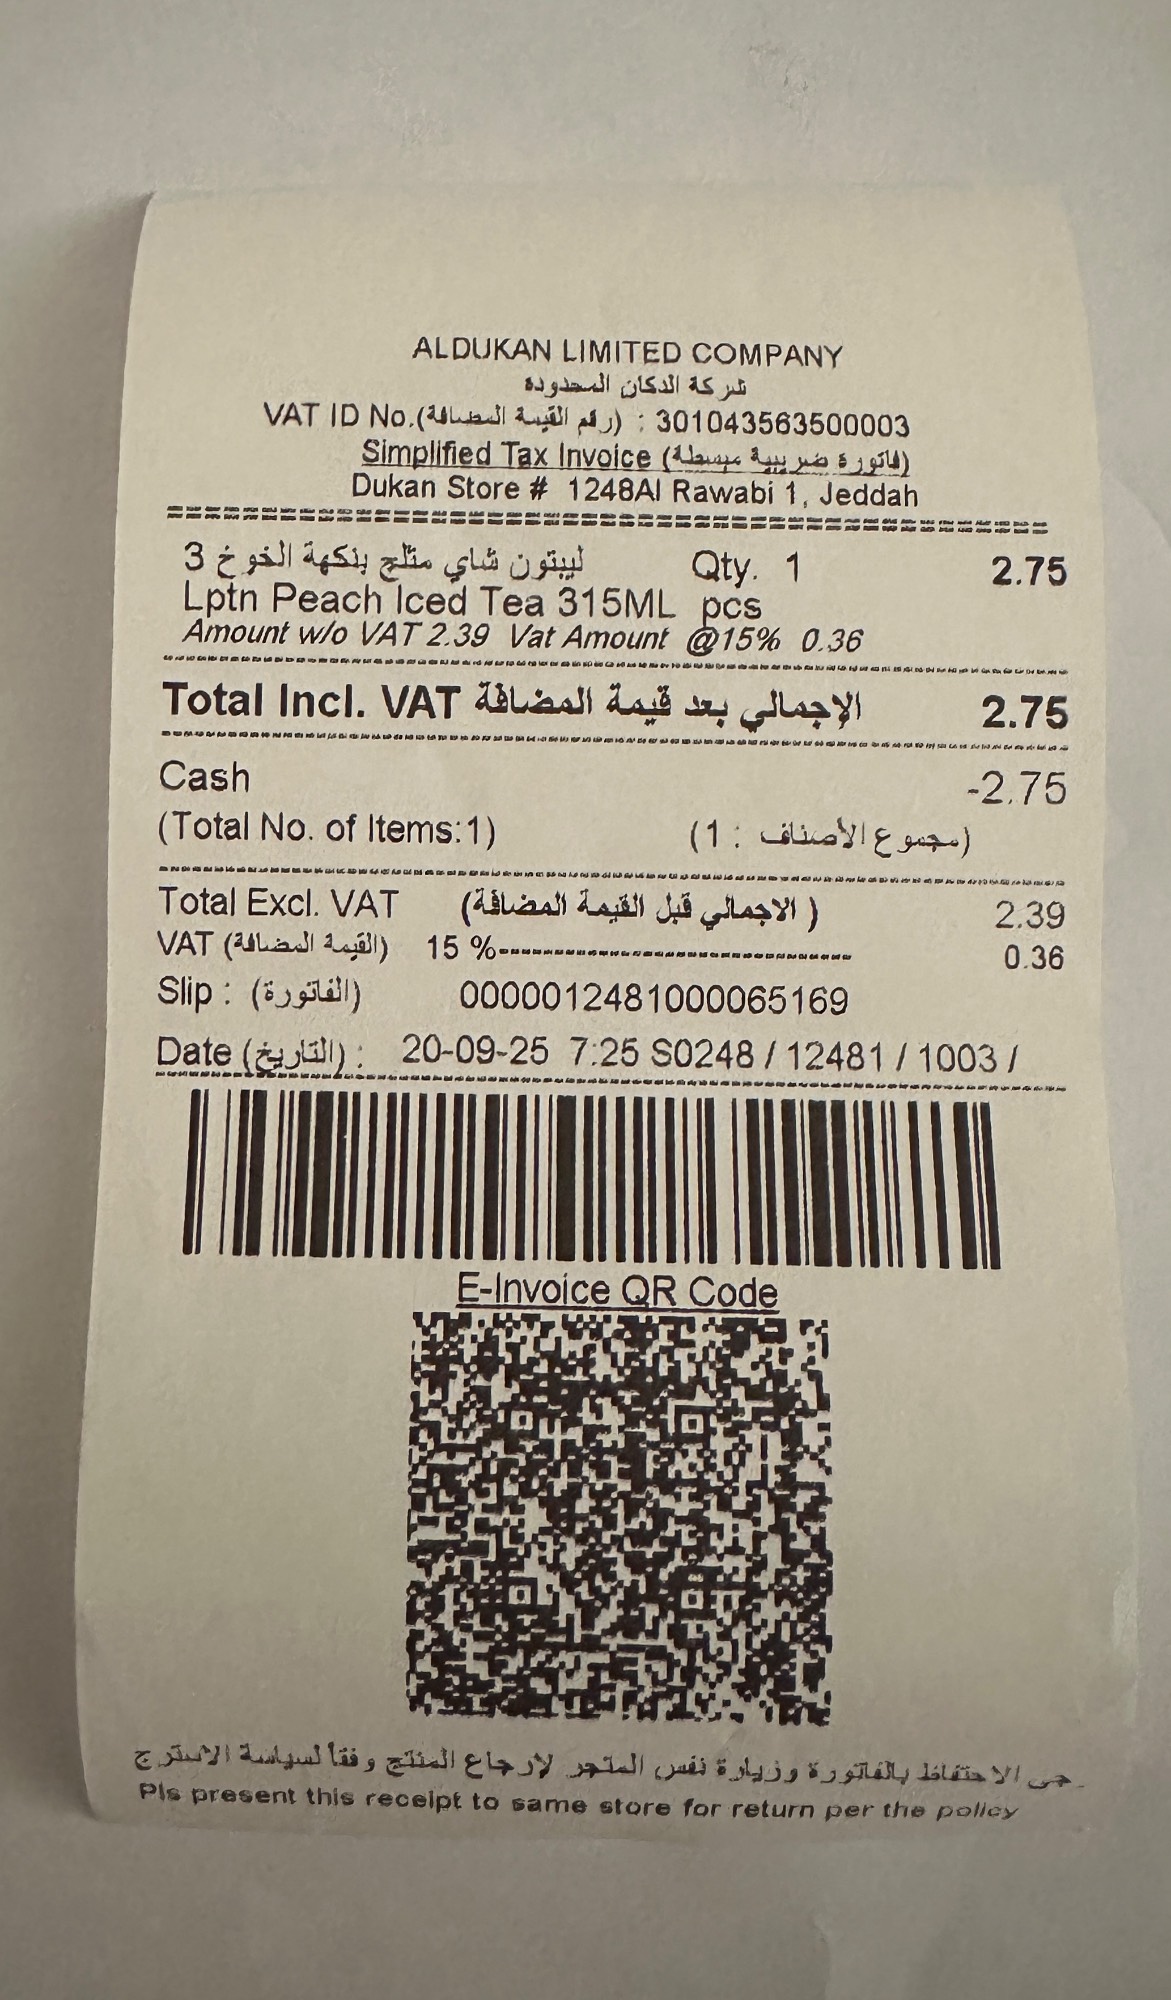 ALDUKAN LIMITED COMPANY
شركة الدكان المحدودة
VAT ID No.(رقم القيمة المضافة) : 301043563500003
Simplified Tax Invoice (فاتورة ضريبية مبسطة)
Dukan Store # 1248Al Rawabi 1, Jeddah
ليبتون شاي مثلج بنكهة الخوخ 3 Qty. 1 2.75
Lptn Peach Iced Tea 315ML pcs
Amount w/o VAT 2.39 Vat Amount @15% 0.36
Total Incl. VAT الإجمالي بعد قيمة المضافة 2.75
Cash -2.75
(Total No. of Items:1) (مجموع الأصناف : 1)
Total Excl. VAT (الاجمالي قبل القيمة المضافة) 2.39
VAT (القيمة المضافة) 15 %------------------------------------ 0.36
Slip : (الفاتورة) 0000012481000065169
Date (التاريخ) : 20-09-25 7:25 S0248 / 12481 / 1003 /
E-Invoice QR Code
جى الاحتفاظ بالفاتورة وزيارة نفس المتجر لإرجاع المنتج وفقاً لسياسة الاسترج
Pls present this receipt to same store for return per the policy